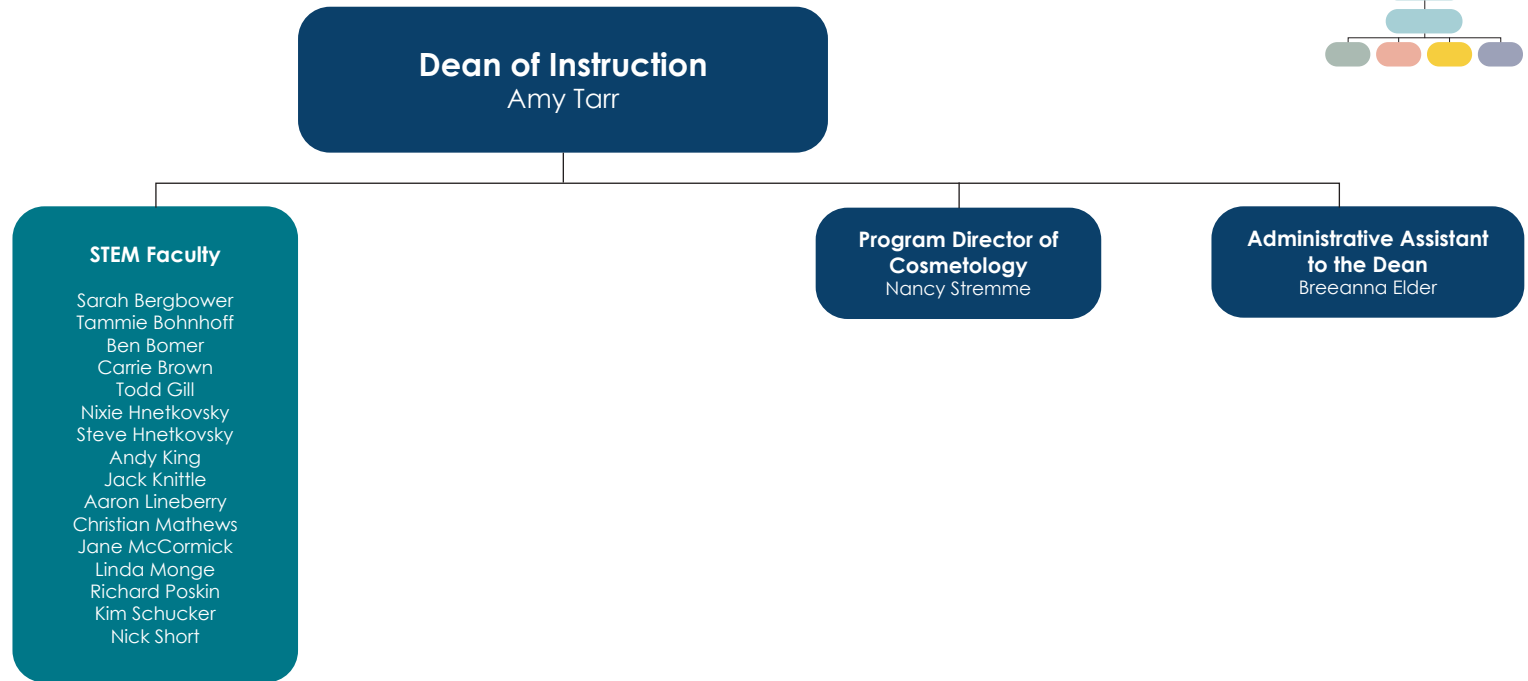 Dean of Instruction
Amy Tarr
STEM Faculty
Sarah Bergbower
Tammie Bohnhoff
Ben Bomer
Carrie Brown
Todd Gill
Nixie Hnetkovsky
Steve Hnetkovsky
Andy King
Jack Knittle
Aaron Lineberry
Christian Mathews
Jane McCormick
Linda Monge
Richard Poskin
Kim Schucker
Nick Short
Program Director of
Cosmetology
Nancy Stremme
Administrative Assistant
to the Dean
Breeanna Elder